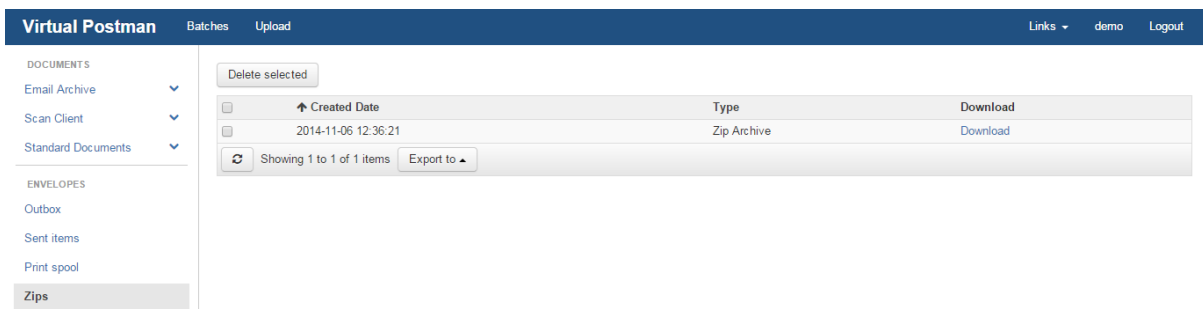 Virtual Postman Batches Upload Links demo Logout
DOCUMENTS
Email Archive
Scan Client
Standard Documents
ENVELOPES
Outbox
Sent items
Print spool
Zips
Delete selected
Created Date Type Download
2014-11-06 12:36:21 Zip Archive Download
Showing 1 to 1 of 1 items Export to